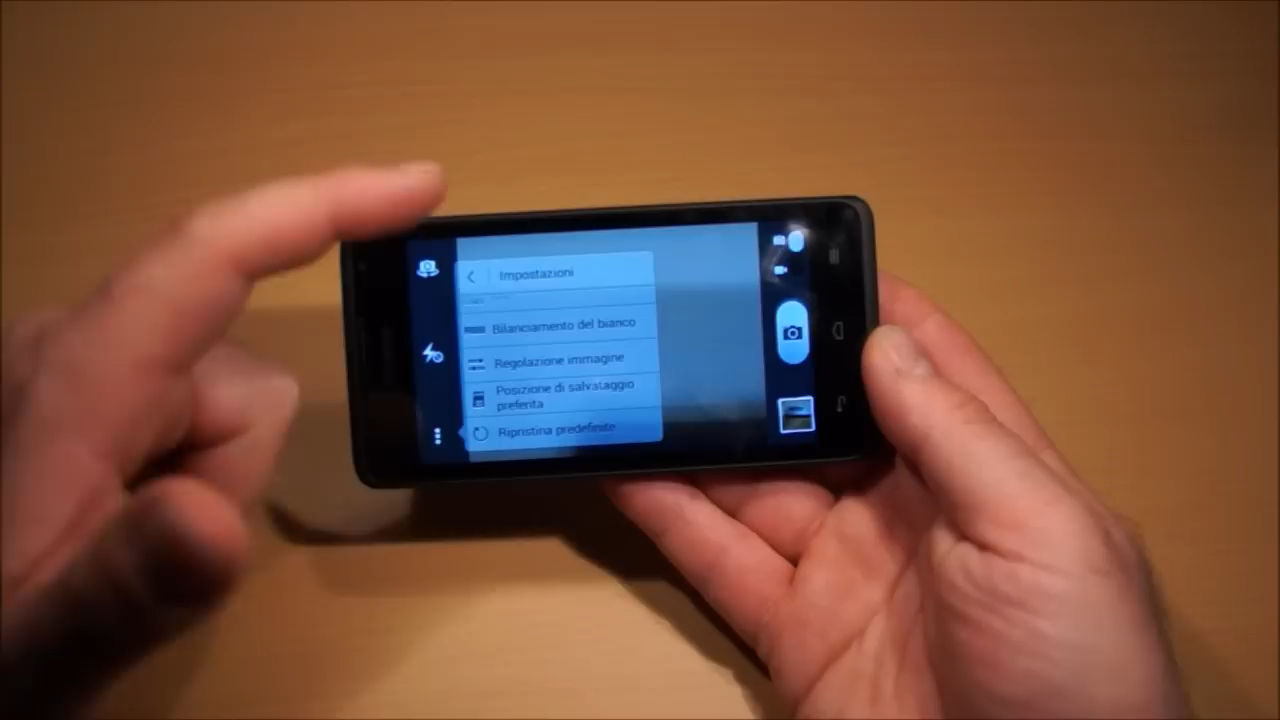 Impostazioni
Bilanciamento del bianco
Regolazione immagine
Posizione di salvataggio
preferita
Ripristina predefinite